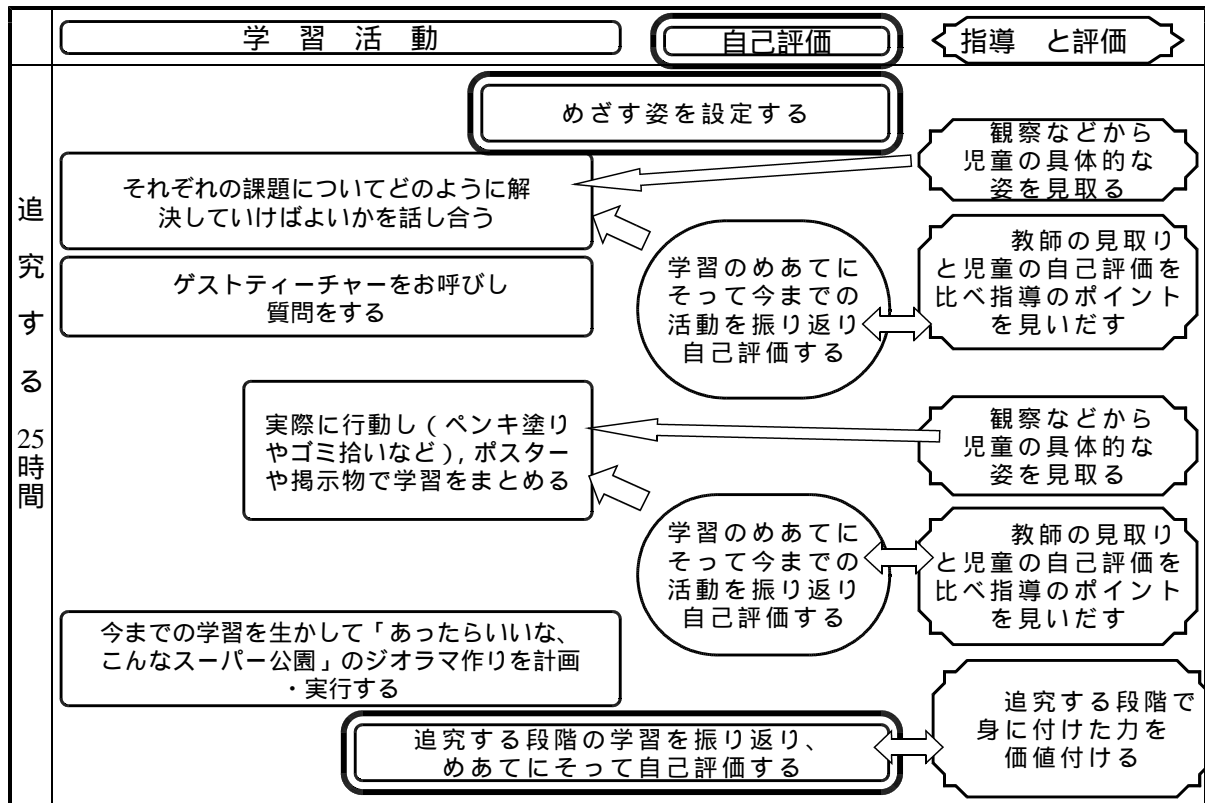 学習活動
自己評価
指導 と評価
追究する 25時間
めざす姿を設定する
観察などから
児童の具体的な
姿を見取る
それぞれの課題についてどのように解
決していけばよいかを話し合う
学習のめあてに
そって今までの
活動を振り返り
自己評価する
教師の見取り
と児童の自己評価を
比べ指導のポイント
を見いだす
ゲストティーチャーをお呼びし
質問をする
実際に行動し(ペンキ塗り
やゴミ拾いなど),ポスター
や掲示物で学習をまとめる
観察などから
児童の具体的な
姿を見取る
学習のめあてに
そって今までの
活動を振り返り
自己評価する
教師の見取り
と児童の自己評価を
比べ指導のポイント
を見いだす
今までの学習を生かして「あったらいいな、
こんなスーパー公園」のジオラマ作りを計画
・実行する
追究する段階の学習を振り返り、
めあてにそって自己評価する
追究する段階で
身に付けた力を
価値付ける